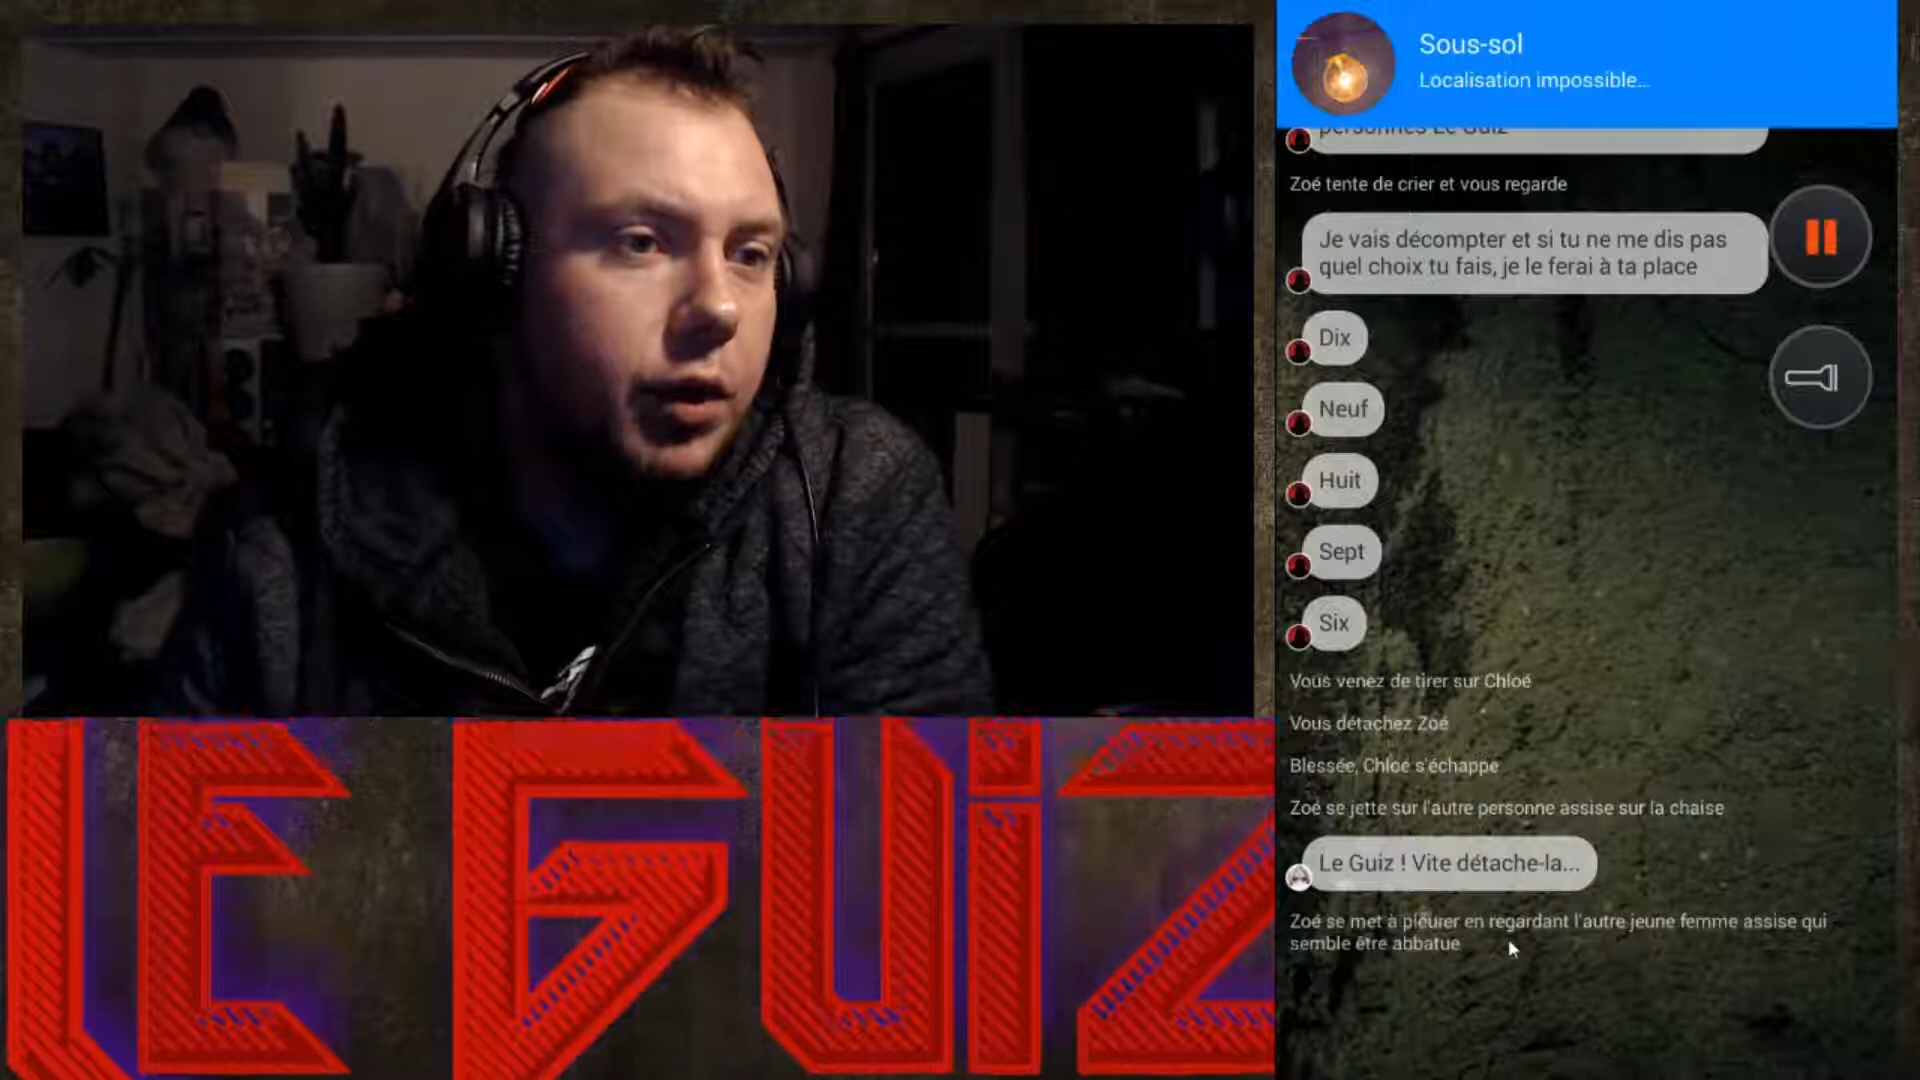 Sous-sol
Localisation impossible...
personnes Le Guiz
Zoé tente de crier et vous regarde
Je vais décompter et si tu ne me dis pas
quel choix tu fais, je le ferai à ta place
Dix
Neuf
Huit
Sept
Six
Vous venez de tirer sur Chloé
Vous détachez Zoé
Blessée, Chloé s'échappe
Zoé se jette sur l'autre personne assise sur la chaise
Le Guiz ! Vite détache-la...
Zoé se met à pleurer en regardant l'autre jeune femme assise qui
semble être abbatue
LE GUIZ